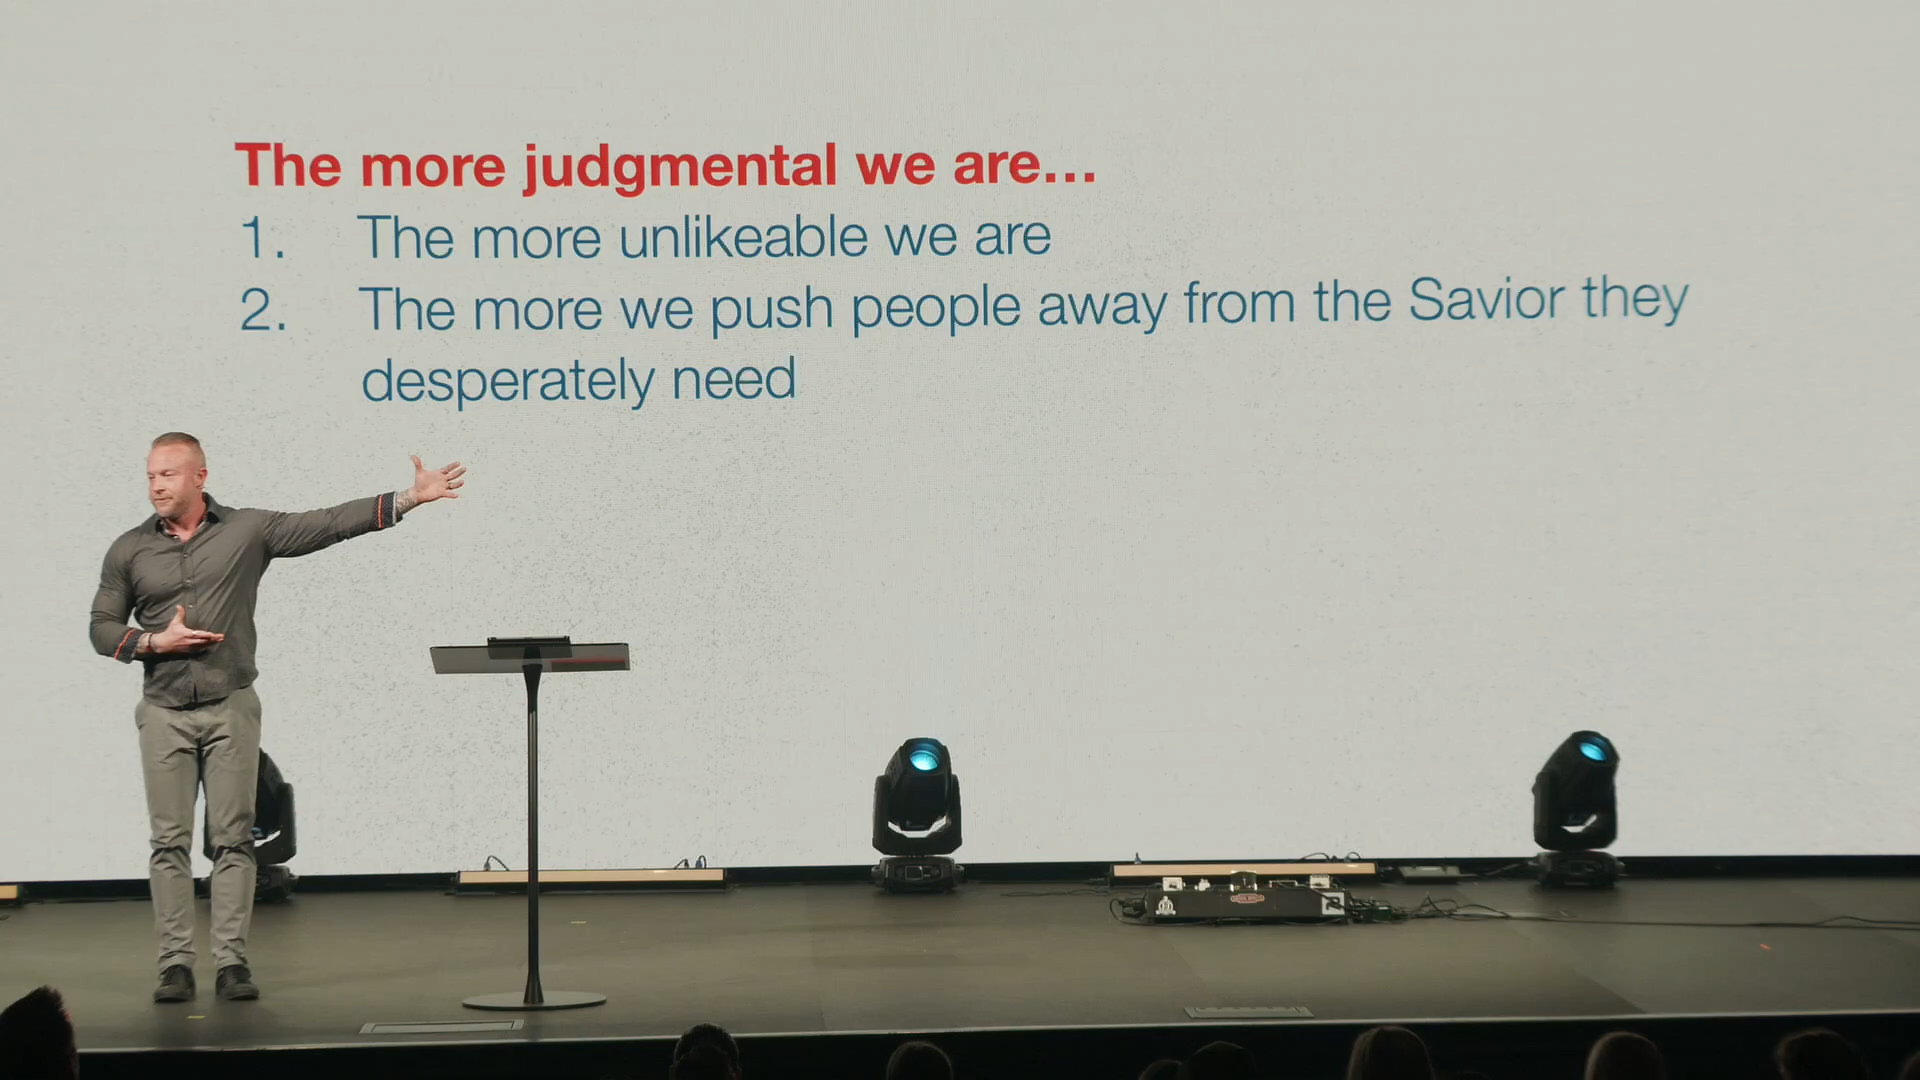 The more judgmental we are...
1. The more unlikeable we are
2. The more we push people away from the Savior they
desperately need